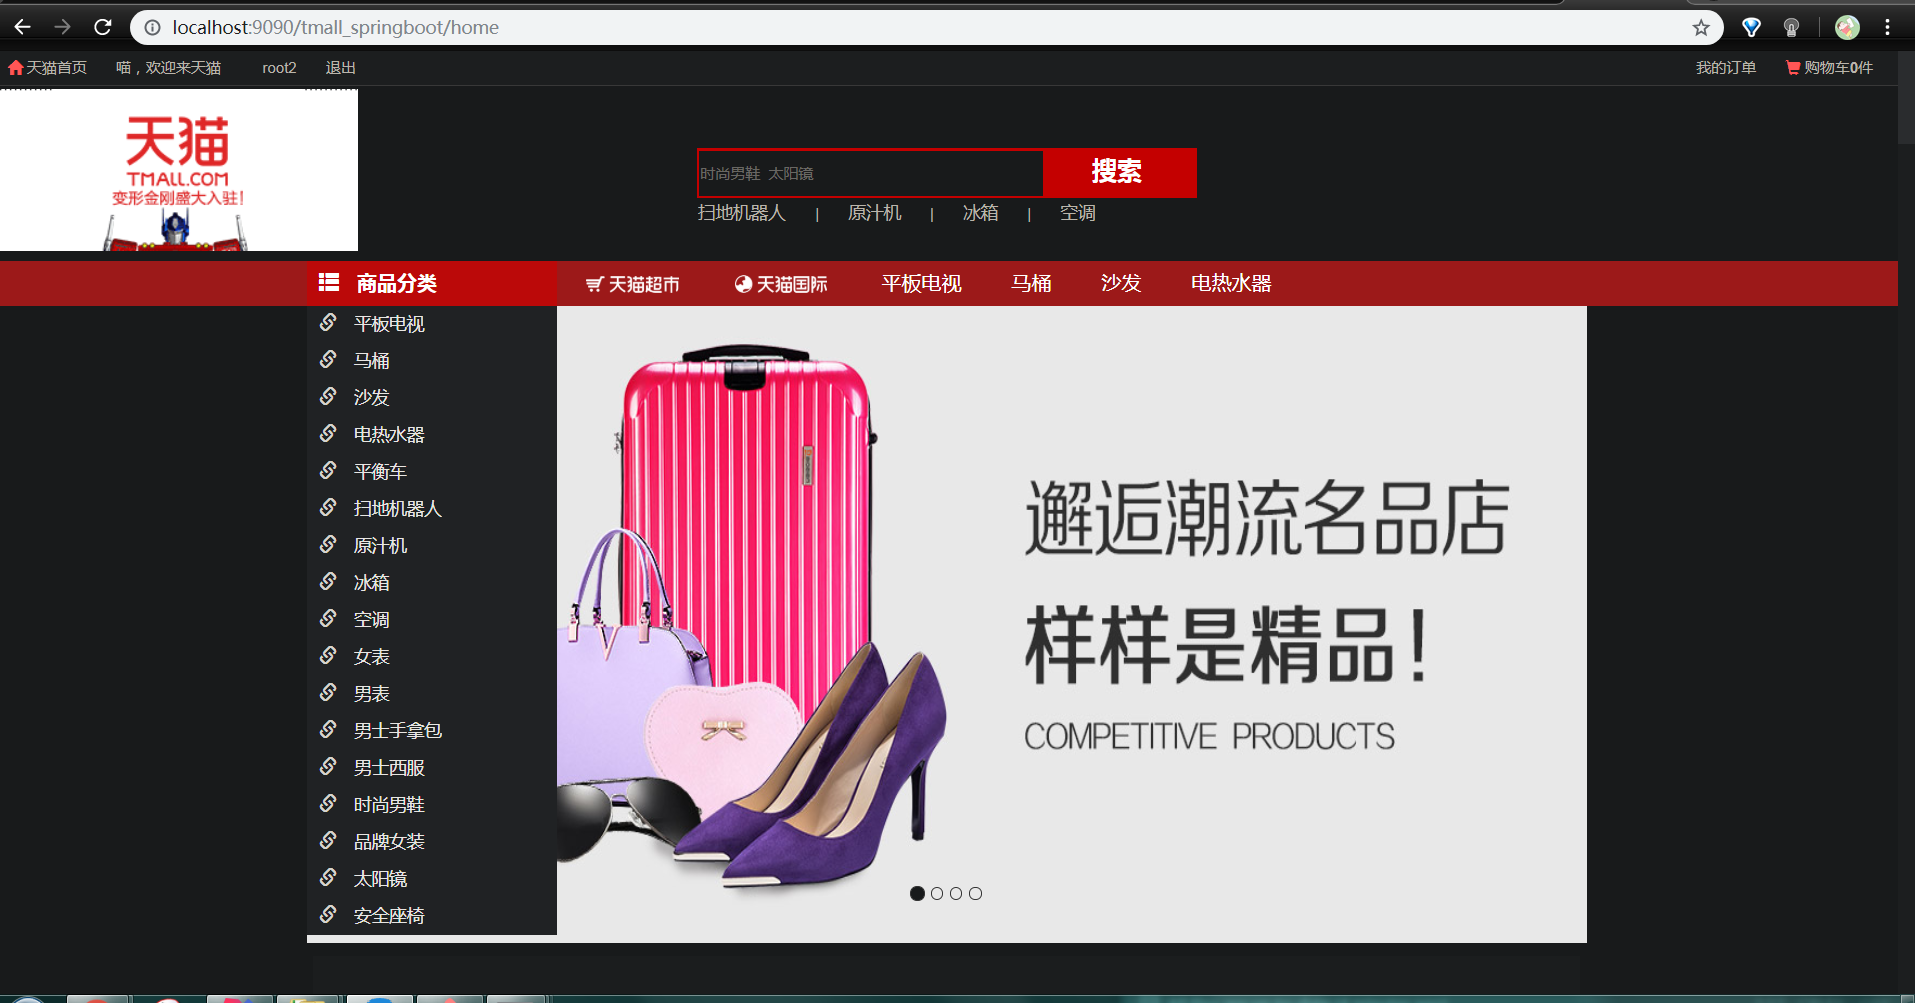 localhost:9090/tmall_springboot/home
天猫首页 喵，欢迎来天猫 root2 退出 我的订单 购物车0件
天猫
TMALL.COM
变形金刚盛大入驻！
时尚男鞋 太阳镜 搜索
扫地机器人 | 原汁机 | 冰箱 | 空调
商品分类 天猫超市 天猫国际 平板电视 马桶 沙发 电热水器
平板电视
马桶
沙发
电热水器
平衡车
扫地机器人
原汁机
冰箱
空调
女表
男表
男士手拿包
男士西服
时尚男鞋
品牌女装
太阳镜
安全座椅
邂逅潮流名品店
样样是精品！
COMPETITIVE PRODUCTS